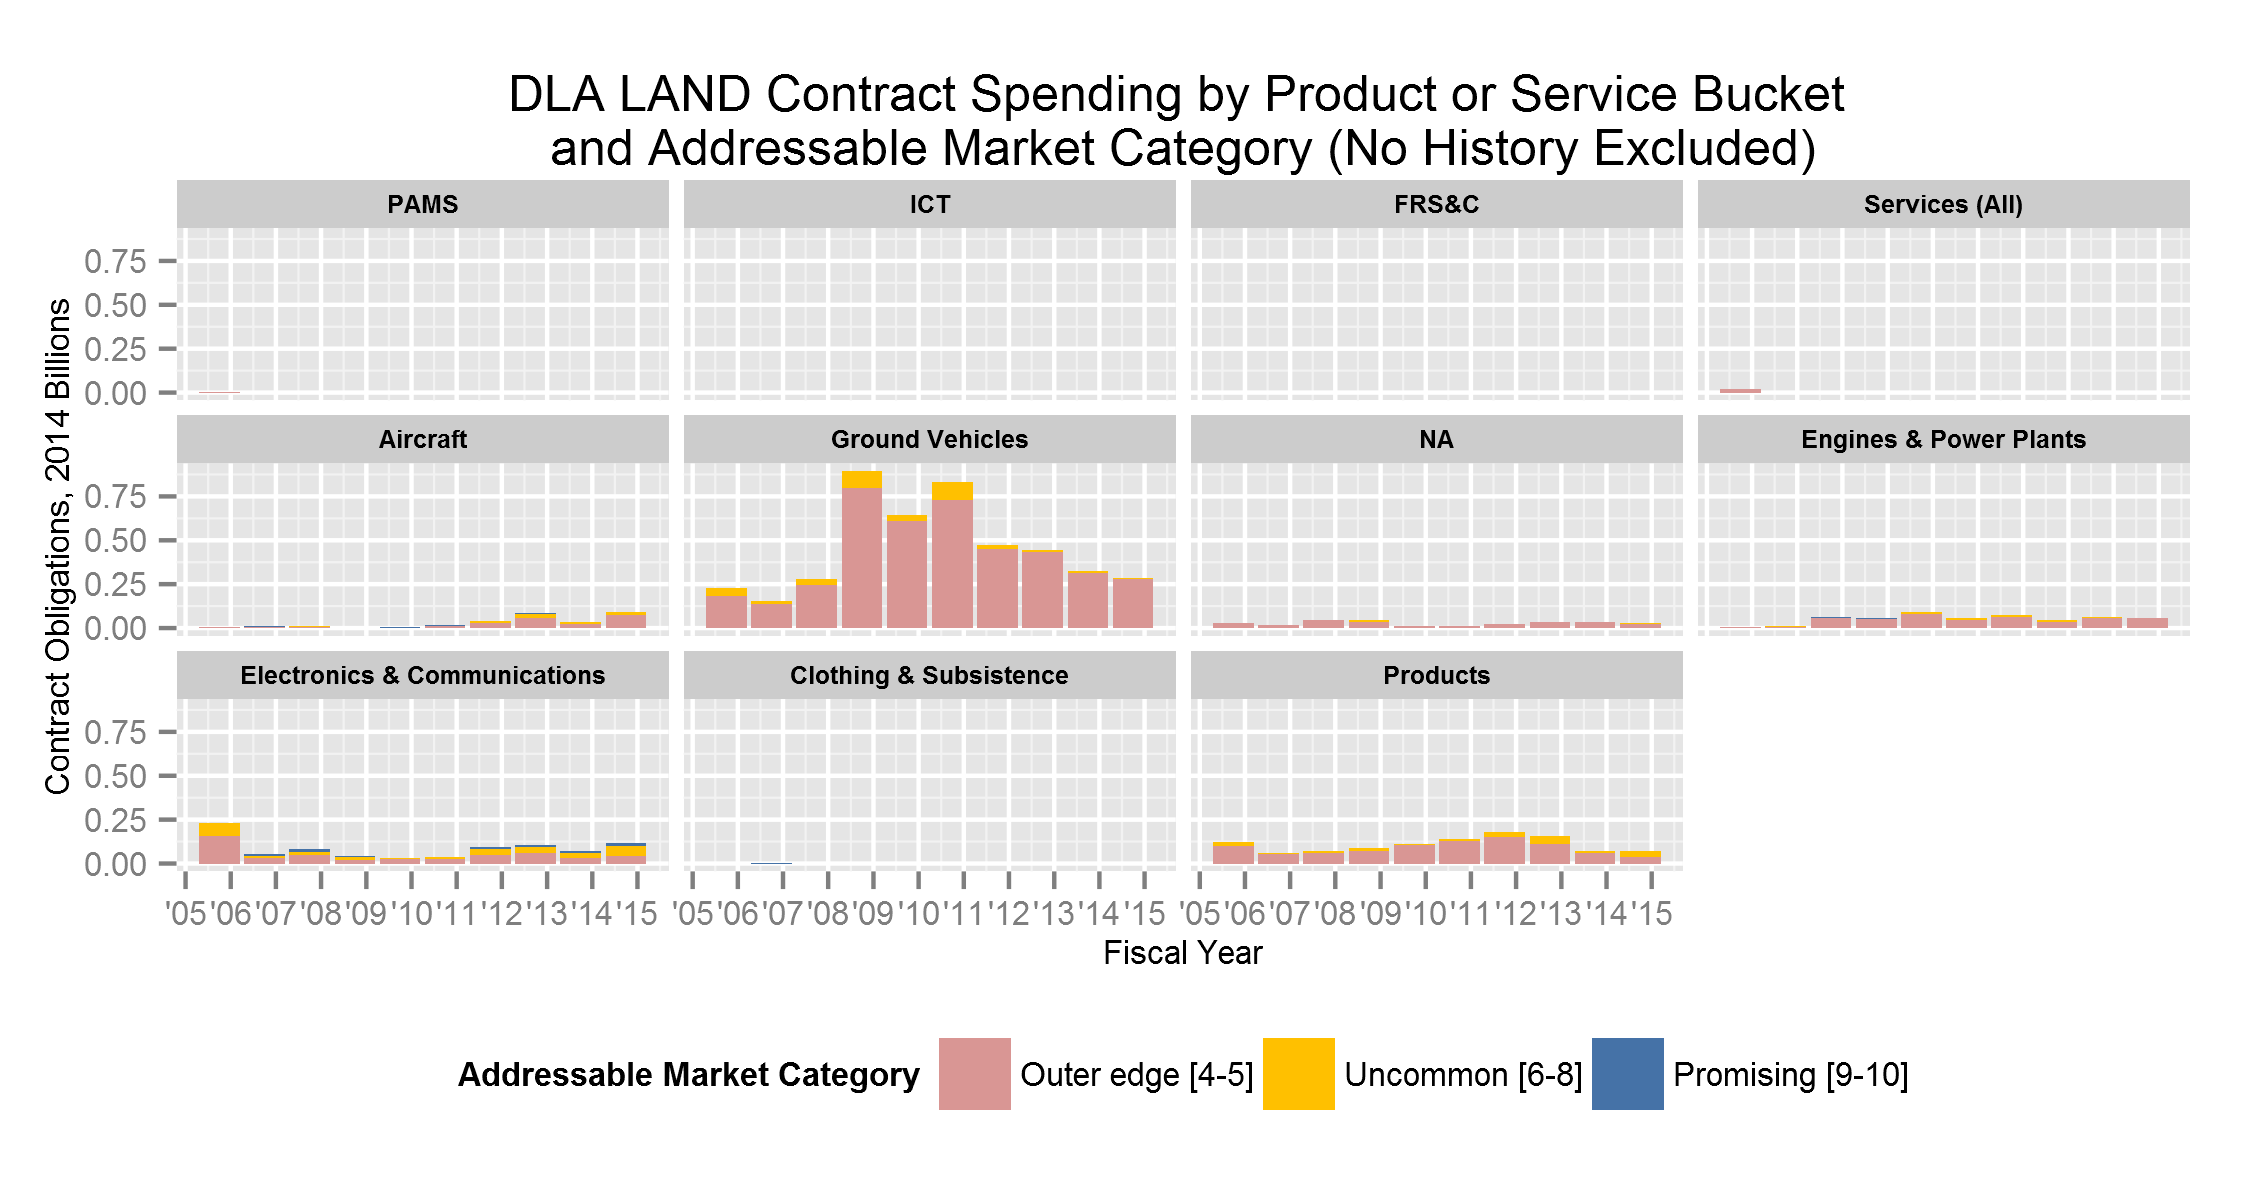 DLA LAND Contract Spending by Product or Service Bucket
and Addressable Market Category (No History Excluded)
PAMS
ICT
FRS&C
Services (All)
0.75
0.50
0.25
0.00
Contract Obligations, 2014 Billions
Aircraft
Ground Vehicles
NA
Engines & Power Plants
0.75
0.50
0.25
0.00
Electronics & Communications
Clothing & Subsistence
Products
0.75
0.50
0.25
0.00
'05 '06 '07 '08 '09 '10 '11 '12 '13 '14 '15
'05 '06 '07 '08 '09 '10 '11 '12 '13 '14 '15
'05 '06 '07 '08 '09 '10 '11 '12 '13 '14 '15
Fiscal Year
Addressable Market Category
Outer edge [4-5]
Uncommon [6-8]
Promising [9-10]